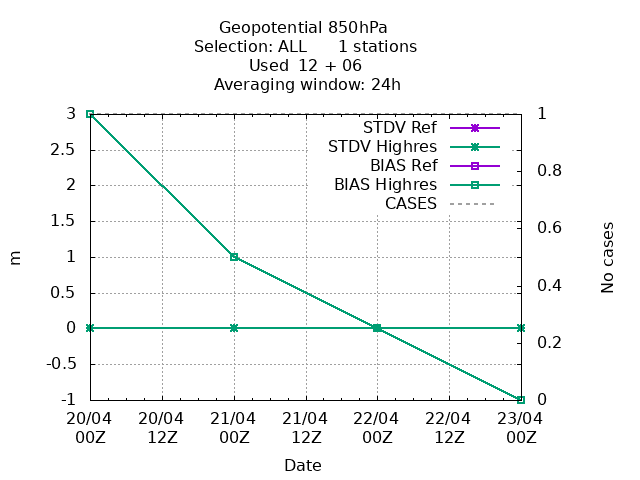 Geopotential 850hPa
Selection: ALL      1 stations
Used  12 + 06
Averaging window: 24h
3
2.5
2
1.5
1
0.5
0
-0.5
-1
m
1
0.8
0.6
0.4
0.2
0
No cases
STDV Ref
STDV Highres
BIAS Ref
BIAS Highres
CASES
20/04 20/04 21/04 21/04 22/04 22/04 23/04
00Z 12Z 00Z 12Z 00Z 12Z 00Z
Date